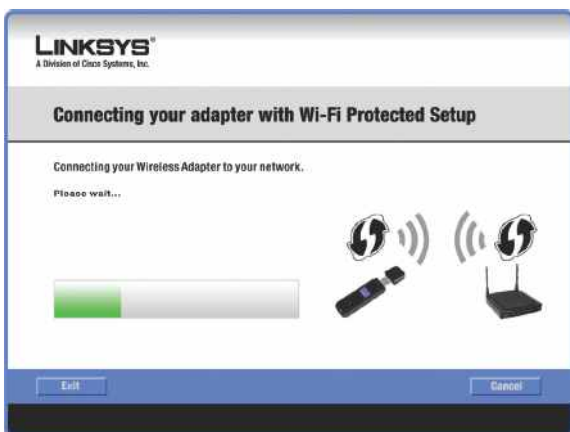 LINKSYS®
A Division of Cisco Systems, Inc.
Connecting your adapter with Wi-Fi Protected Setup
Connecting your Wireless Adapter to your network.
Please wait...
Exit
Cancel